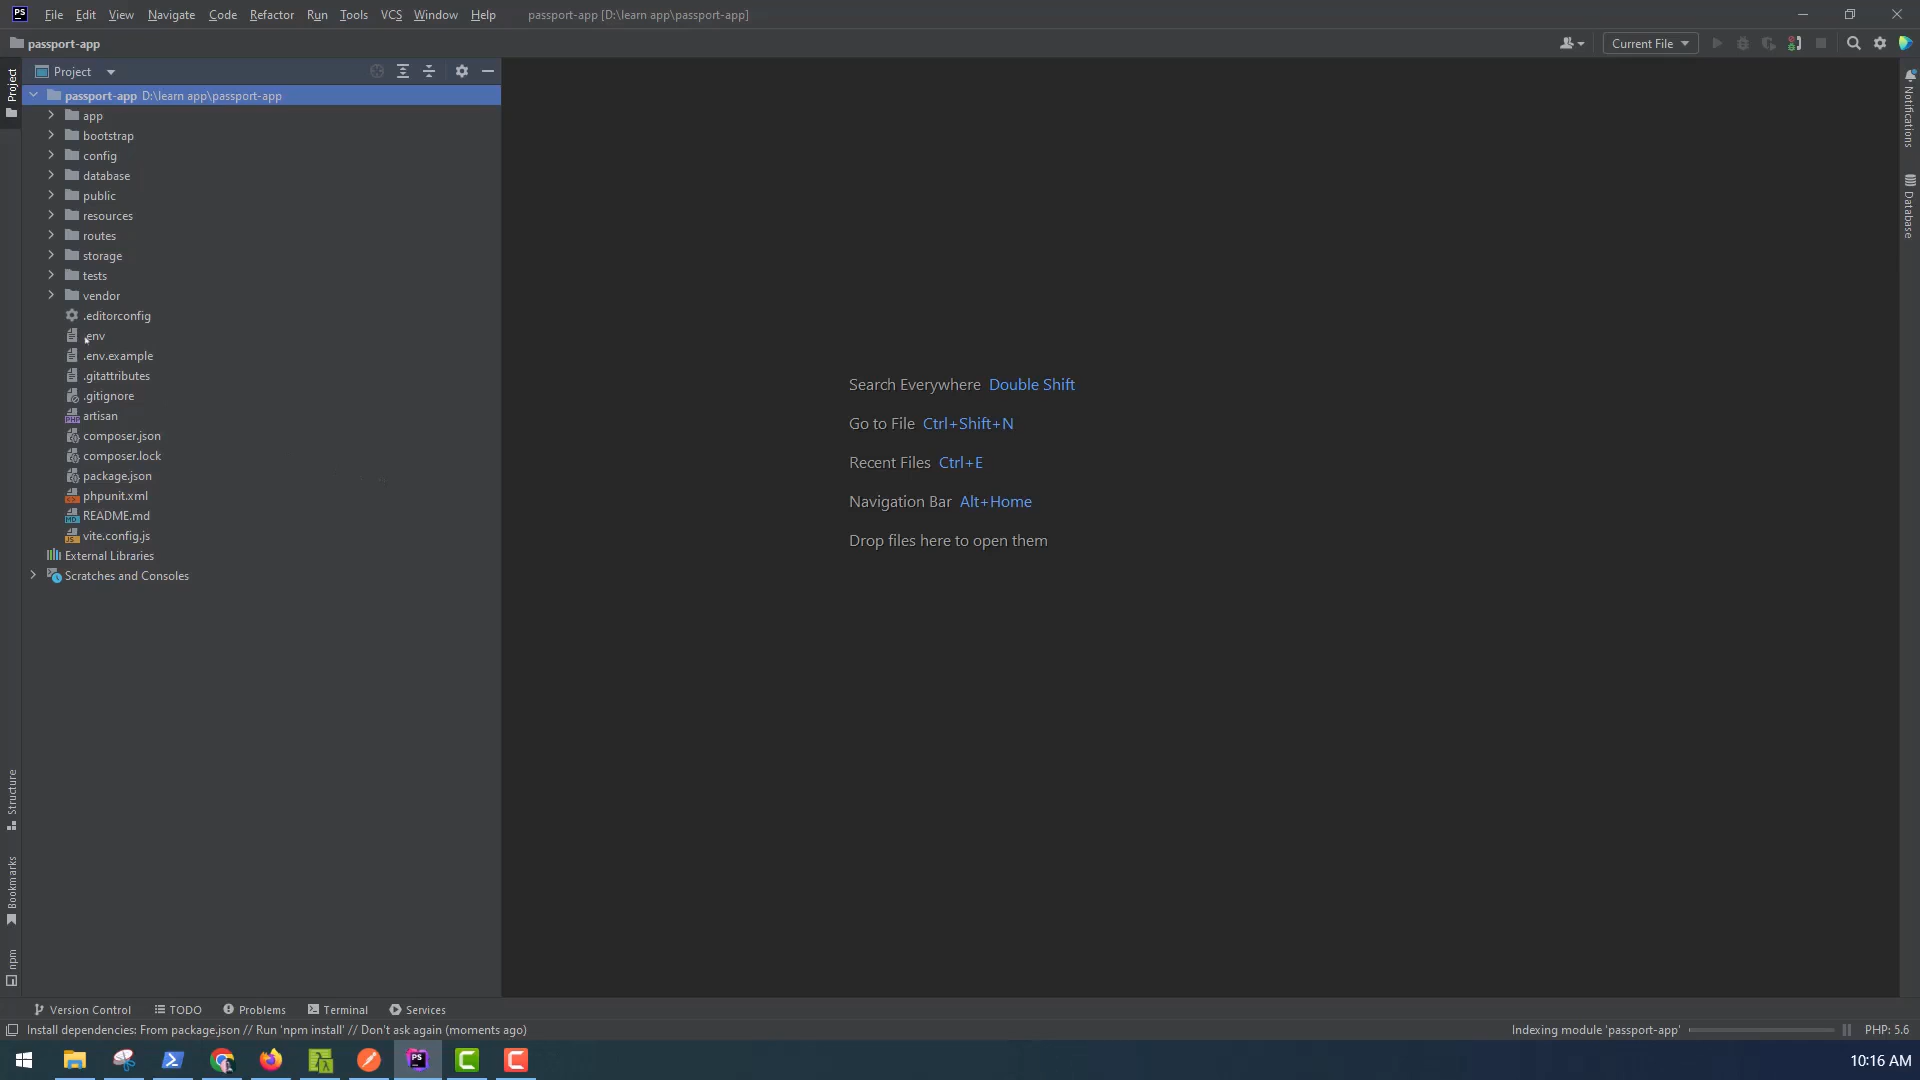 PS File Edit View Navigate Code Refactor Run Tools VCS Window Help passport-app [D:\learn app\passport-app]
passport-app Current File
Project
Project
passport-app D:\learn app\passport-app
app
bootstrap
config
database
public
resources
routes
storage
tests
vendor
.editorconfig
.env
.env.example
.gitattributes
.gitignore
artisan
composer.json
composer.lock
package.json
phpunit.xml
README.md
vite.config.js
External Libraries
Scratches and Consoles
Search Everywhere Double Shift
Go to File Ctrl+Shift+N
Recent Files Ctrl+E
Navigation Bar Alt+Home
Drop files here to open them
Notifications
Database
Structure
Bookmarks
npm
Version Control TODO Problems Terminal Services
Install dependencies: From package.json // Run 'npm install' // Don't ask again (moments ago) Indexing module 'passport-app' PHP: 5.6
PS
10:16 AM